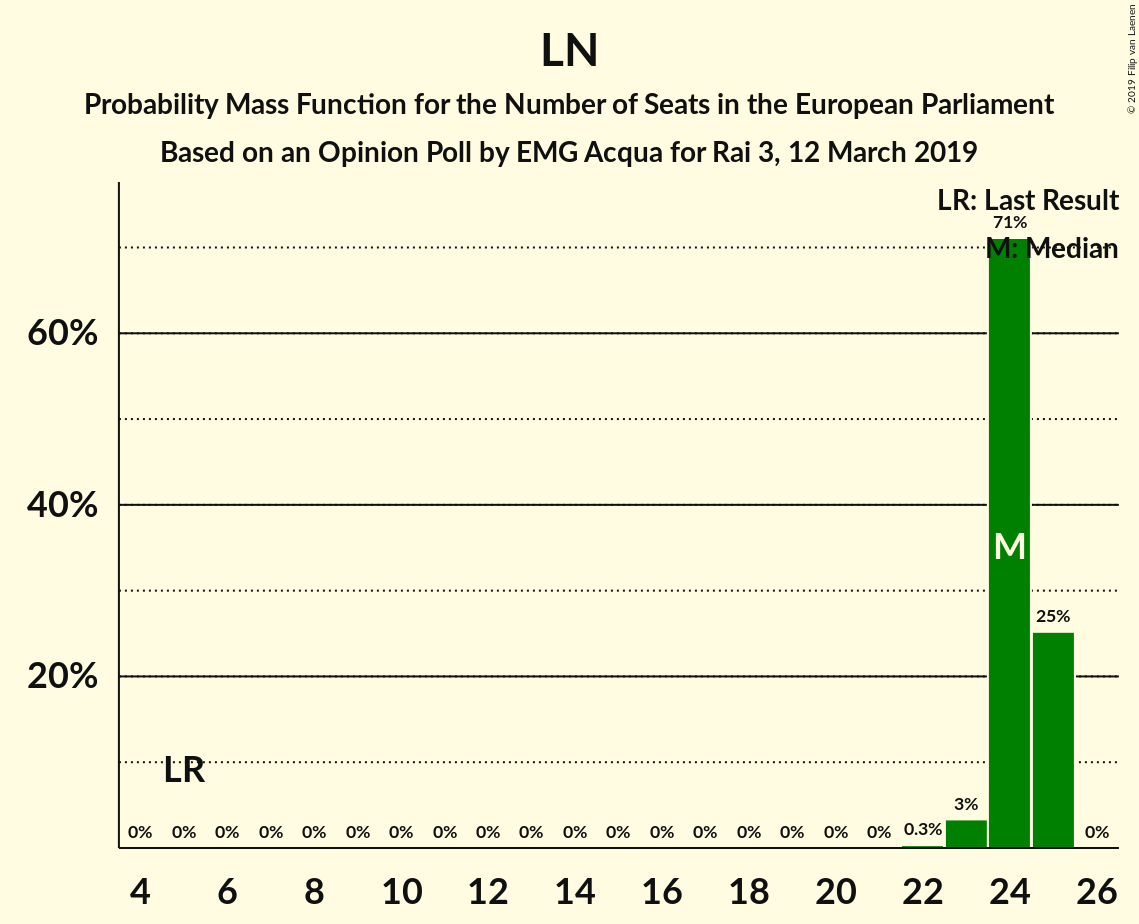 LN
Probability Mass Function for the Number of Seats in the European Parliament
Based on an Opinion Poll by EMG Acqua for Rai 3, 12 March 2019
© 2019 Filip van Laenen
LR: Last Result
71%
M: Median
60%
40%
M
25%
20%
LR
3%
0% 0% 0% 0% 0% 0% 0% 0% 0% 0% 0% 0% 0% 0% 0% 0% 0% 0% 0.3% 0%
4 6 8 10 12 14 16 18 20 22 24 26